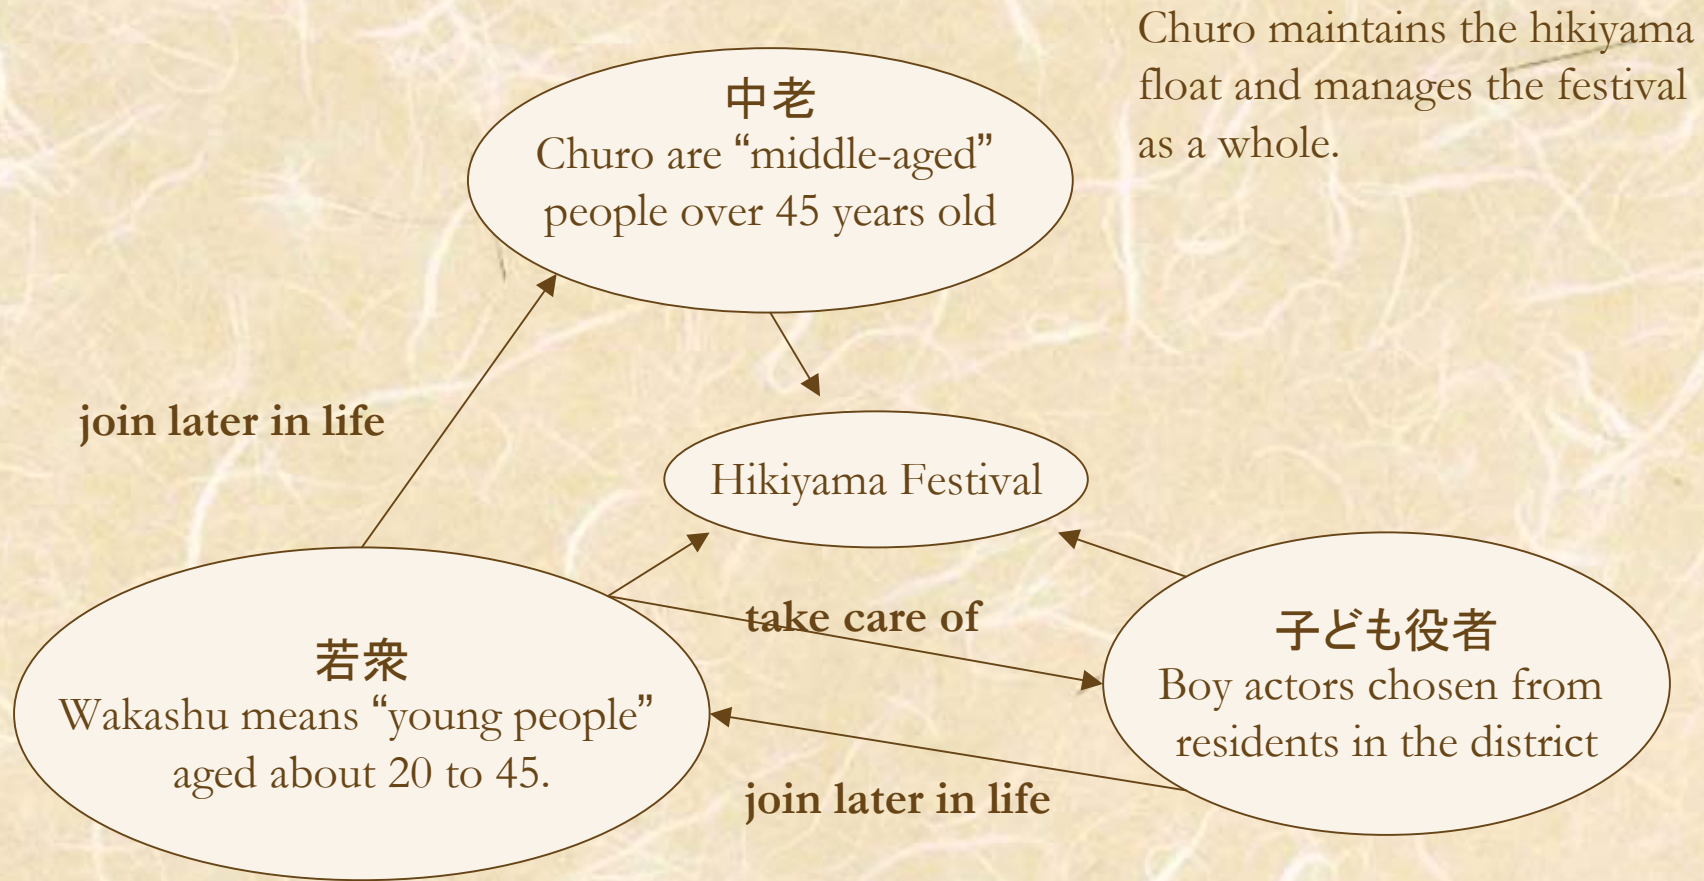 Churo maintains the hikiyama
float and manages the festival
as a whole.
中老
Churo are “middle-aged”
people over 45 years old
join later in life
Hikiyama Festival
take care of
若衆
Wakashu means “young people”
aged about 20 to 45.
子ども役者
Boy actors chosen from
residents in the district
join later in life